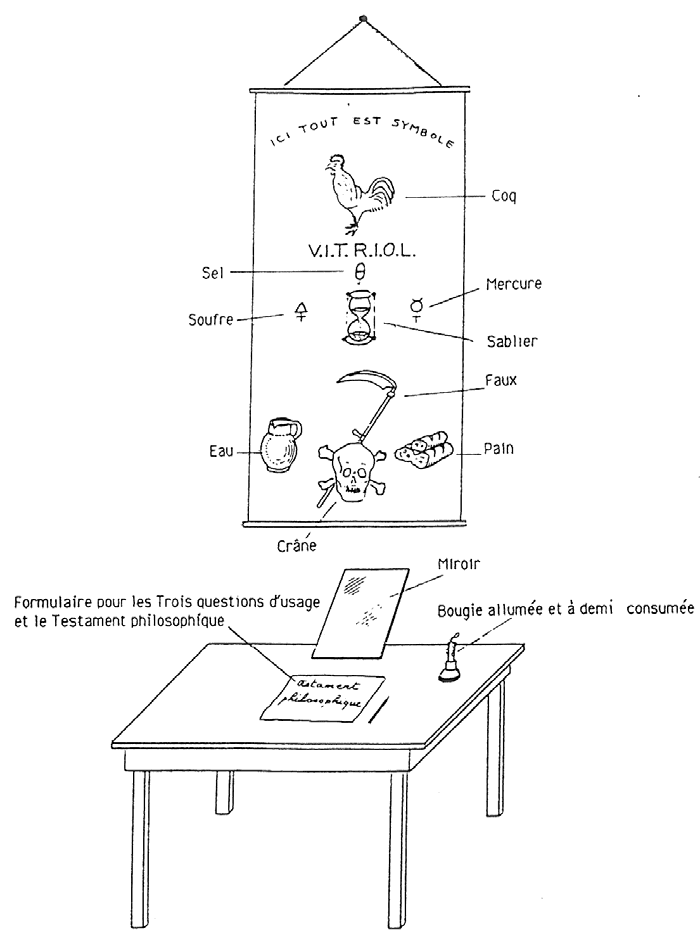 ICI TOUT EST SYMBOLE
Coq
V.I.T.R.I.O.L.
Sel
Mercure
Soufre
Sablier
Faux
Eau
Pain
Crâne
Miroir
Formulaire pour les Trois questions d'usage
et le Testament philosophique
Bougie allumée et à demi consumée
testament
philosophique